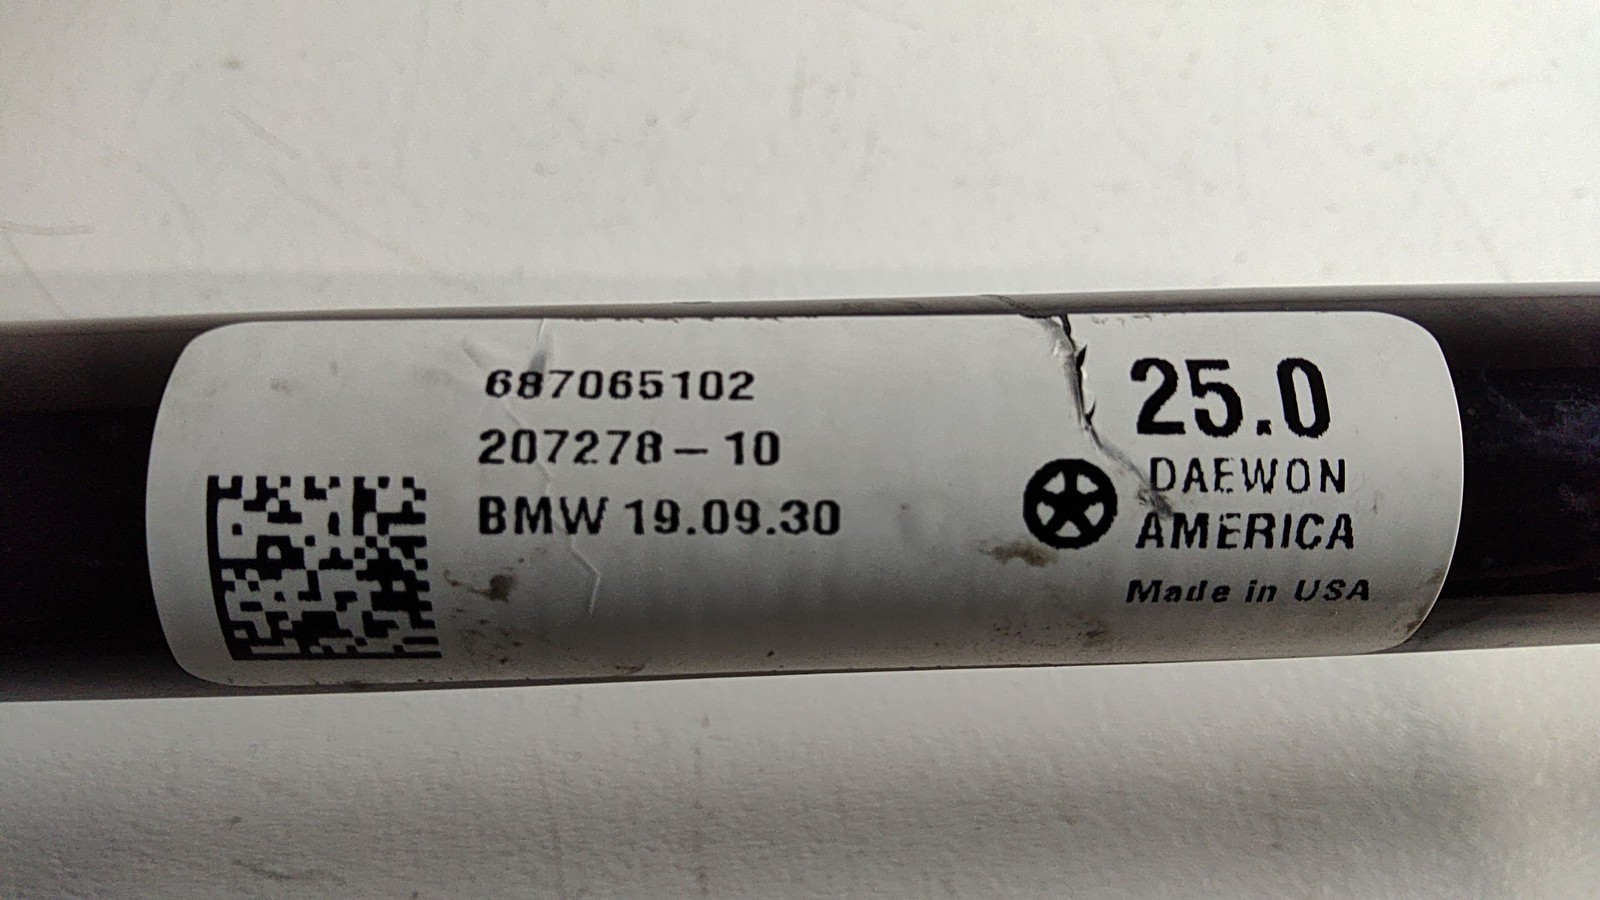 687065102
207278-10
BMW 19.09.30
25.0
DAEWON
AMERICA
Made in USA